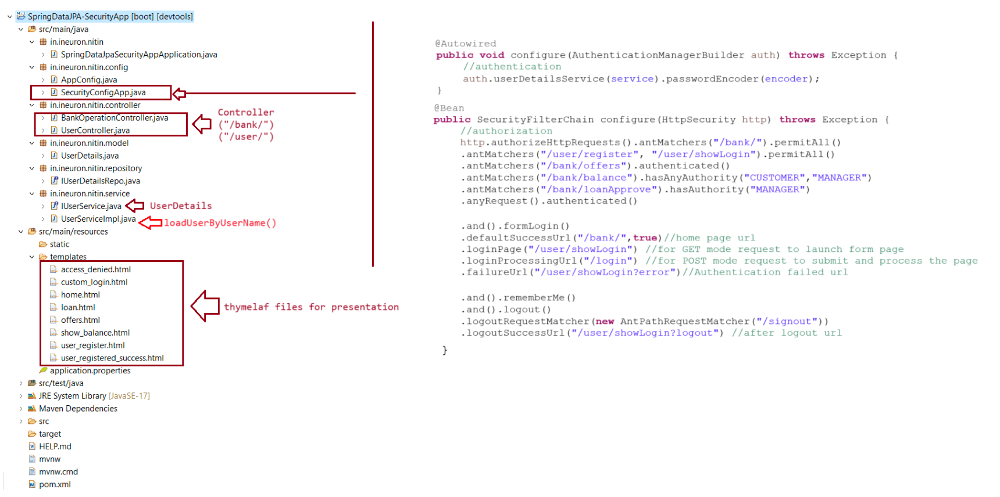 SpringDataJPA-SecurityApp [boot] [devtools]
src/main/java
in.ineuron.nitin
SpringDataJpaSecurityAppApplication.java
in.ineuron.nitin.config
AppConfig.java
SecurityConfigApp.java
in.ineuron.nitin.controller
BankOperationController.java
UserController.java
Controller
("/bank/")
("/user/")
in.ineuron.nitin.model
UserDetails.java
in.ineuron.nitin.repository
IUserDetailsRepo.java
in.ineuron.nitin.service
IUserService.java
UserDetails
UserServiceImpl.java
loadUserByUserName()
src/main/resources
static
templates
access_denied.html
custom_login.html
home.html
loan.html
offers.html
show_balance.html
user_register.html
user_registered_success.html
thymelaf files for presentation
application.properties
src/test/java
JRE System Library [JavaSE-17]
Maven Dependencies
src
target
HELP.md
mvnw
mvnw.cmd
pom.xml
@Autowired
public void configure(AuthenticationManagerBuilder auth) throws Exception {
//authentication
auth.userDetailsService(service).passwordEncoder(encoder);
}
@Bean
public SecurityFilterChain configure(HttpSecurity http) throws Exception {
//authorization
http.authorizeHttpRequests().antMatchers("/bank/").permitAll()
.antMatchers("/user/register", "/user/showLogin").permitAll()
.antMatchers("/bank/offers").authenticated()
.antMatchers("/bank/balance").hasAnyAuthority("CUSTOMER","MANAGER")
.antMatchers("/bank/loanApprove").hasAuthority("MANAGER")
.anyRequest().authenticated()
.and().formLogin()
.defaultSuccessUrl("/bank/",true)//home page url
.loginPage("/user/showLogin") //for GET mode request to launch form page
.loginProcessingUrl("/login") //for POST mode request to submit and process the page
.failureUrl("/user/showLogin?error")//Authentication failed url
.and().rememberMe()
.and().logout()
.logoutRequestMatcher(new AntPathRequestMatcher("/signout"))
.logoutSuccessUrl("/user/showLogin?logout") //after logout url
}